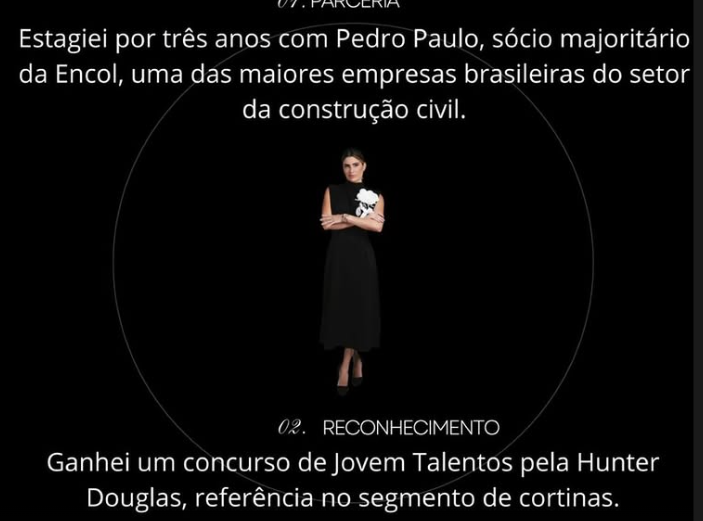 01. PARCERIA
Estagiei por três anos com Pedro Paulo, sócio majoritário
da Encol, uma das maiores empresas brasileiras do setor
da construção civil.
02. RECONHECIMENTO
Ganhei um concurso de Jovem Talentos pela Hunter
Douglas, referência no segmento de cortinas.